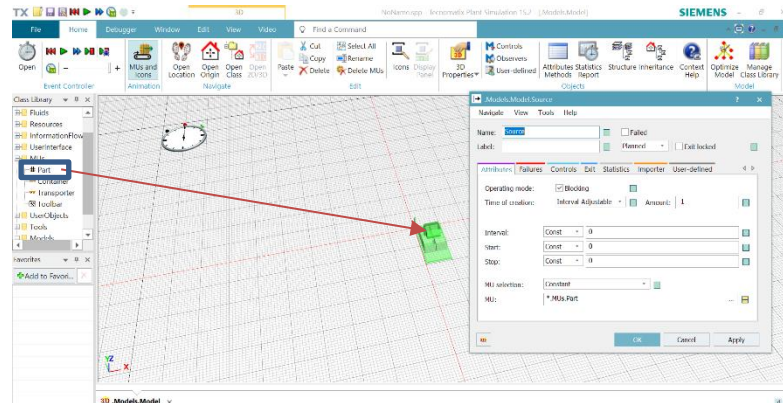 TX
3D
NoName.spp Tecnomatix Plant Simulation 15.2 [.Models.Model]
SIEMENS
File Home Debugger Window Edit View Video Find a Command
Open
Event Controller
MUs and Icons
Animation
Open Location
Open Origin
Open Class
Open 2D/3D
Navigate
Paste
Cut
Copy
Delete
Select All
Rename
Delete MUs
Edit
Icons
Display Panel
3D Properties
Controls
Observers
User-defined
Attributes Methods
Statistics Report
Structure
Inheritance
Objects
Context Help
Optimize Model
Manage Class Library
Model
Class Library
Fluids
Resources
InformationFlow
UserInterface
MUs
Part
Container
Transporter
Toolbar
UserObjects
Tools
Models
Favorites
Add to Favori...
.Models.Model.Source
? X
Navigate View Tools Help
Name: Source
Failed
Label:
Planned
Exit locked
Attributes Failures Controls Exit Statistics Importer User-defined
Operating mode: Blocking
Time of creation: Interval Adjustable Amount: 1
Interval: Const 0
Start: Const 0
Stop: Const 0
MU selection: Constant
MU: *.MUs.Part ...
3D
OK Cancel Apply
YZ
X
3D .Models.Model x